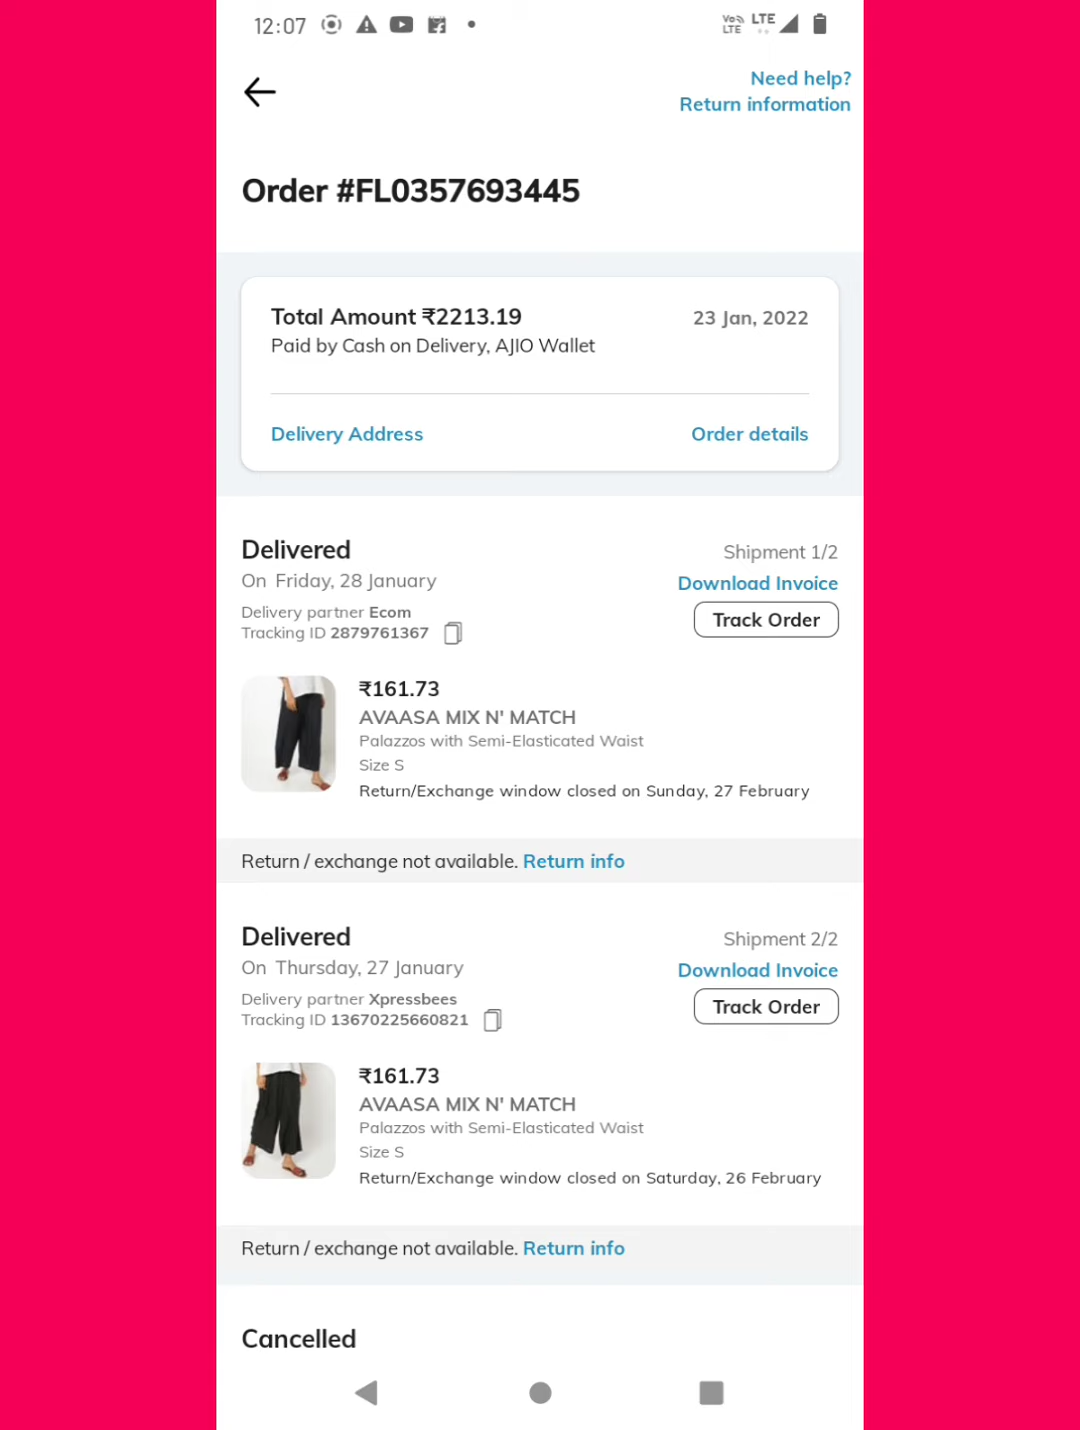 12:07
Vo LTE LTE
Need help?
Return information
Order #FL0357693445
Total Amount ₹2213.19
23 Jan, 2022
Paid by Cash on Delivery, AJIO Wallet
Delivery Address
Order details
Delivered
Shipment 1/2
On Friday, 28 January
Download Invoice
Delivery partner Ecom
Track Order
Tracking ID 2879761367
₹161.73
AVAASA MIX N' MATCH
Palazzos with Semi-Elasticated Waist
Size S
Return/Exchange window closed on Sunday, 27 February
Return / exchange not available. Return info
Delivered
Shipment 2/2
On Thursday, 27 January
Download Invoice
Delivery partner Xpressbees
Track Order
Tracking ID 13670225660821
₹161.73
AVAASA MIX N' MATCH
Palazzos with Semi-Elasticated Waist
Size S
Return/Exchange window closed on Saturday, 26 February
Return / exchange not available. Return info
Cancelled